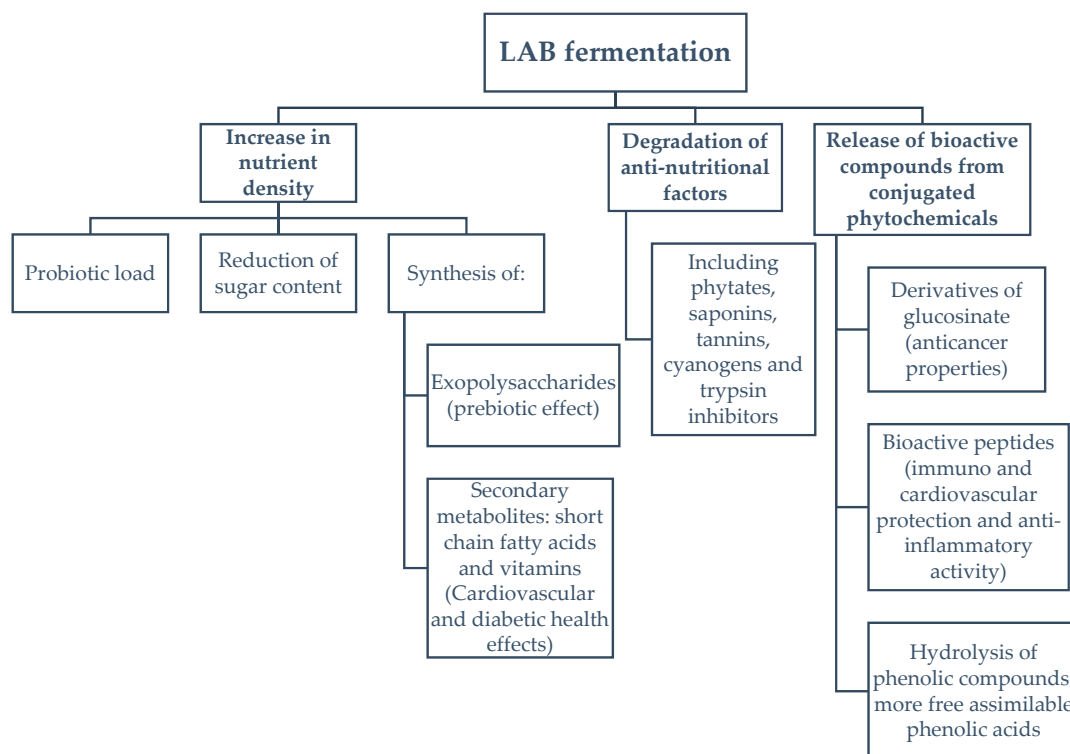 LAB fermentation
Increase in
nutrient
density
Degradation of
anti-nutritional
factors
Release of bioactive
compounds from
conjugated
phytochemicals
Probiotic load
Reduction of
sugar content
Synthesis of:
Exopolysaccharides
(prebiotic effect)
Secondary
metabolites: short
chain fatty acids
and vitamins
(Cardiovascular
and diabetic health
effects)
Including
phytates,
saponins,
tannins,
cyanogens and
trypsin
inhibitors
Derivatives of
glucosinate
(anticancer
properties)
Bioactive peptides
(immuno and
cardiovascular
protection and anti-
inflammatory
activity)
Hydrolysis of
phenolic compounds
more free assimilable
phenolic acids